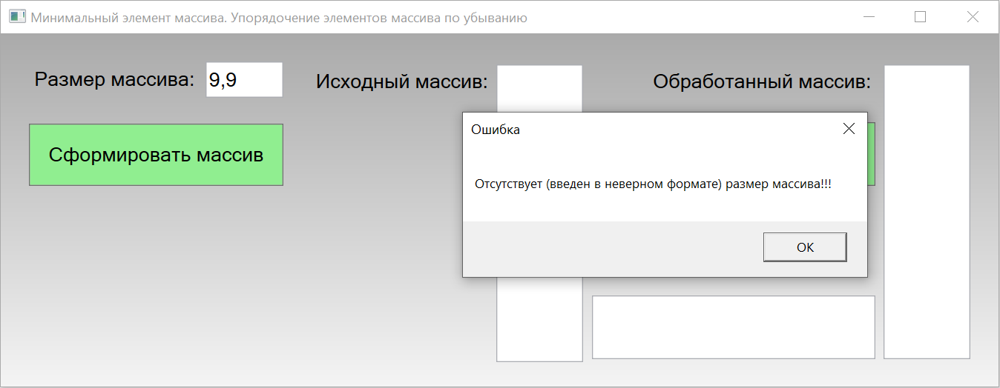 Минимальный элемент массива. Упорядочение элементов массива по убыванию
Размер массива:
9,9
Исходный массив:
Обработанный массив:
Сформировать массив
Ошибка
Отсутствует (введен в неверном формате) размер массива!!!
OK